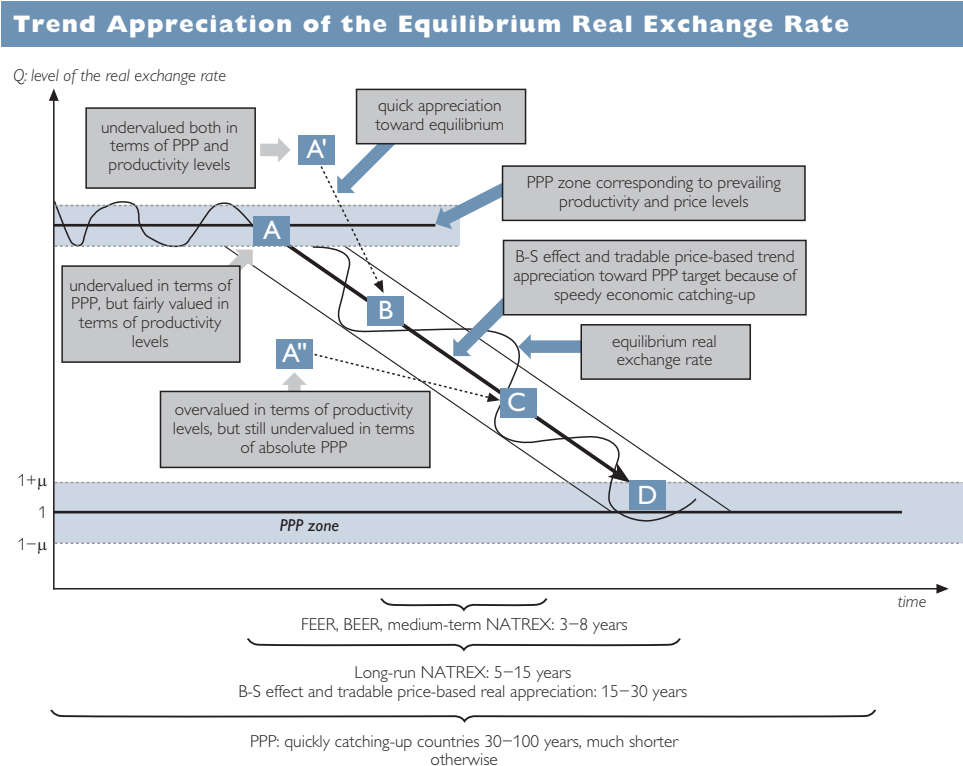 Trend Appreciation of the Equilibrium Real Exchange Rate
Q: level of the real exchange rate
undervalued both in
terms of PPP and
productivity levels
A'
quick appreciation
toward equilibrium
PPP zone corresponding to prevailing
productivity and price levels
A
B-S effect and tradable price-based trend
appreciation toward PPP target because of
speedy economic catching-up
undervalued in terms of
PPP, but fairly valued in
terms of productivity
levels
B
equilibrium real
exchange rate
A"
C
overvalued in terms of productivity
levels, but still undervalued in terms
of absolute PPP
1+μ
D
1
PPP zone
1−μ
time
FEER, BEER, medium-term NATREX: 3−8 years
Long-run NATREX: 5−15 years
B-S effect and tradable price-based real appreciation: 15−30 years
PPP: quickly catching-up countries 30−100 years, much shorter
otherwise